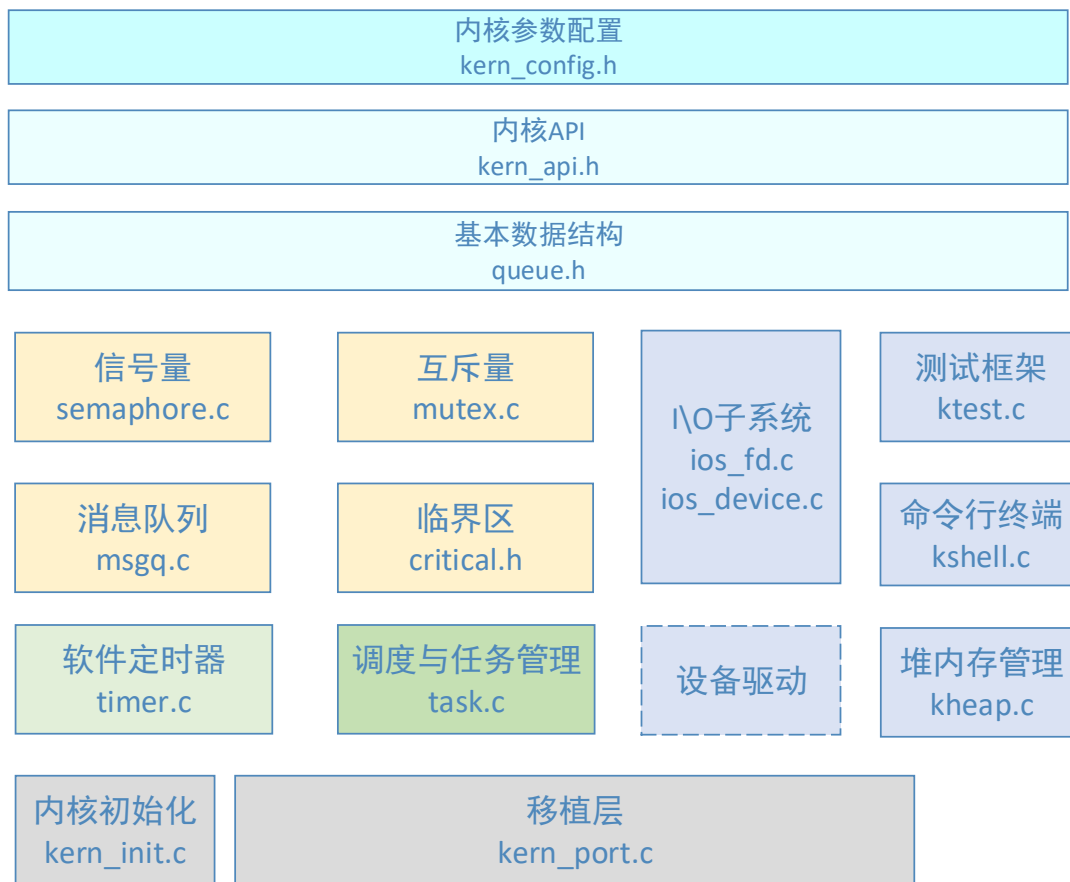 内核参数配置
kern_config.h
内核API
kern_api.h
基本数据结构
queue.h
信号量
semaphore.c
互斥量
mutex.c
I\O子系统
ios_fd.c
ios_device.c
测试框架
ktest.c
消息队列
msgq.c
临界区
critical.h
命令行终端
kshell.c
软件定时器
timer.c
调度与任务管理
task.c
设备驱动
堆内存管理
kheap.c
内核初始化
kern_init.c
移植层
kern_port.c